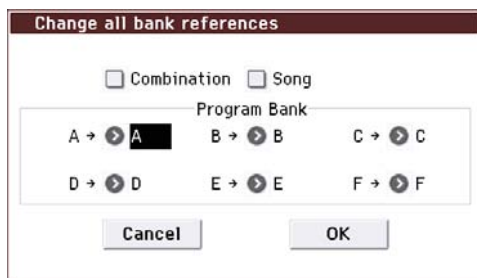 Change all bank references
Combination Song
Program Bank
A → A B → B C → C
D → D E → E F → F
Cancel OK